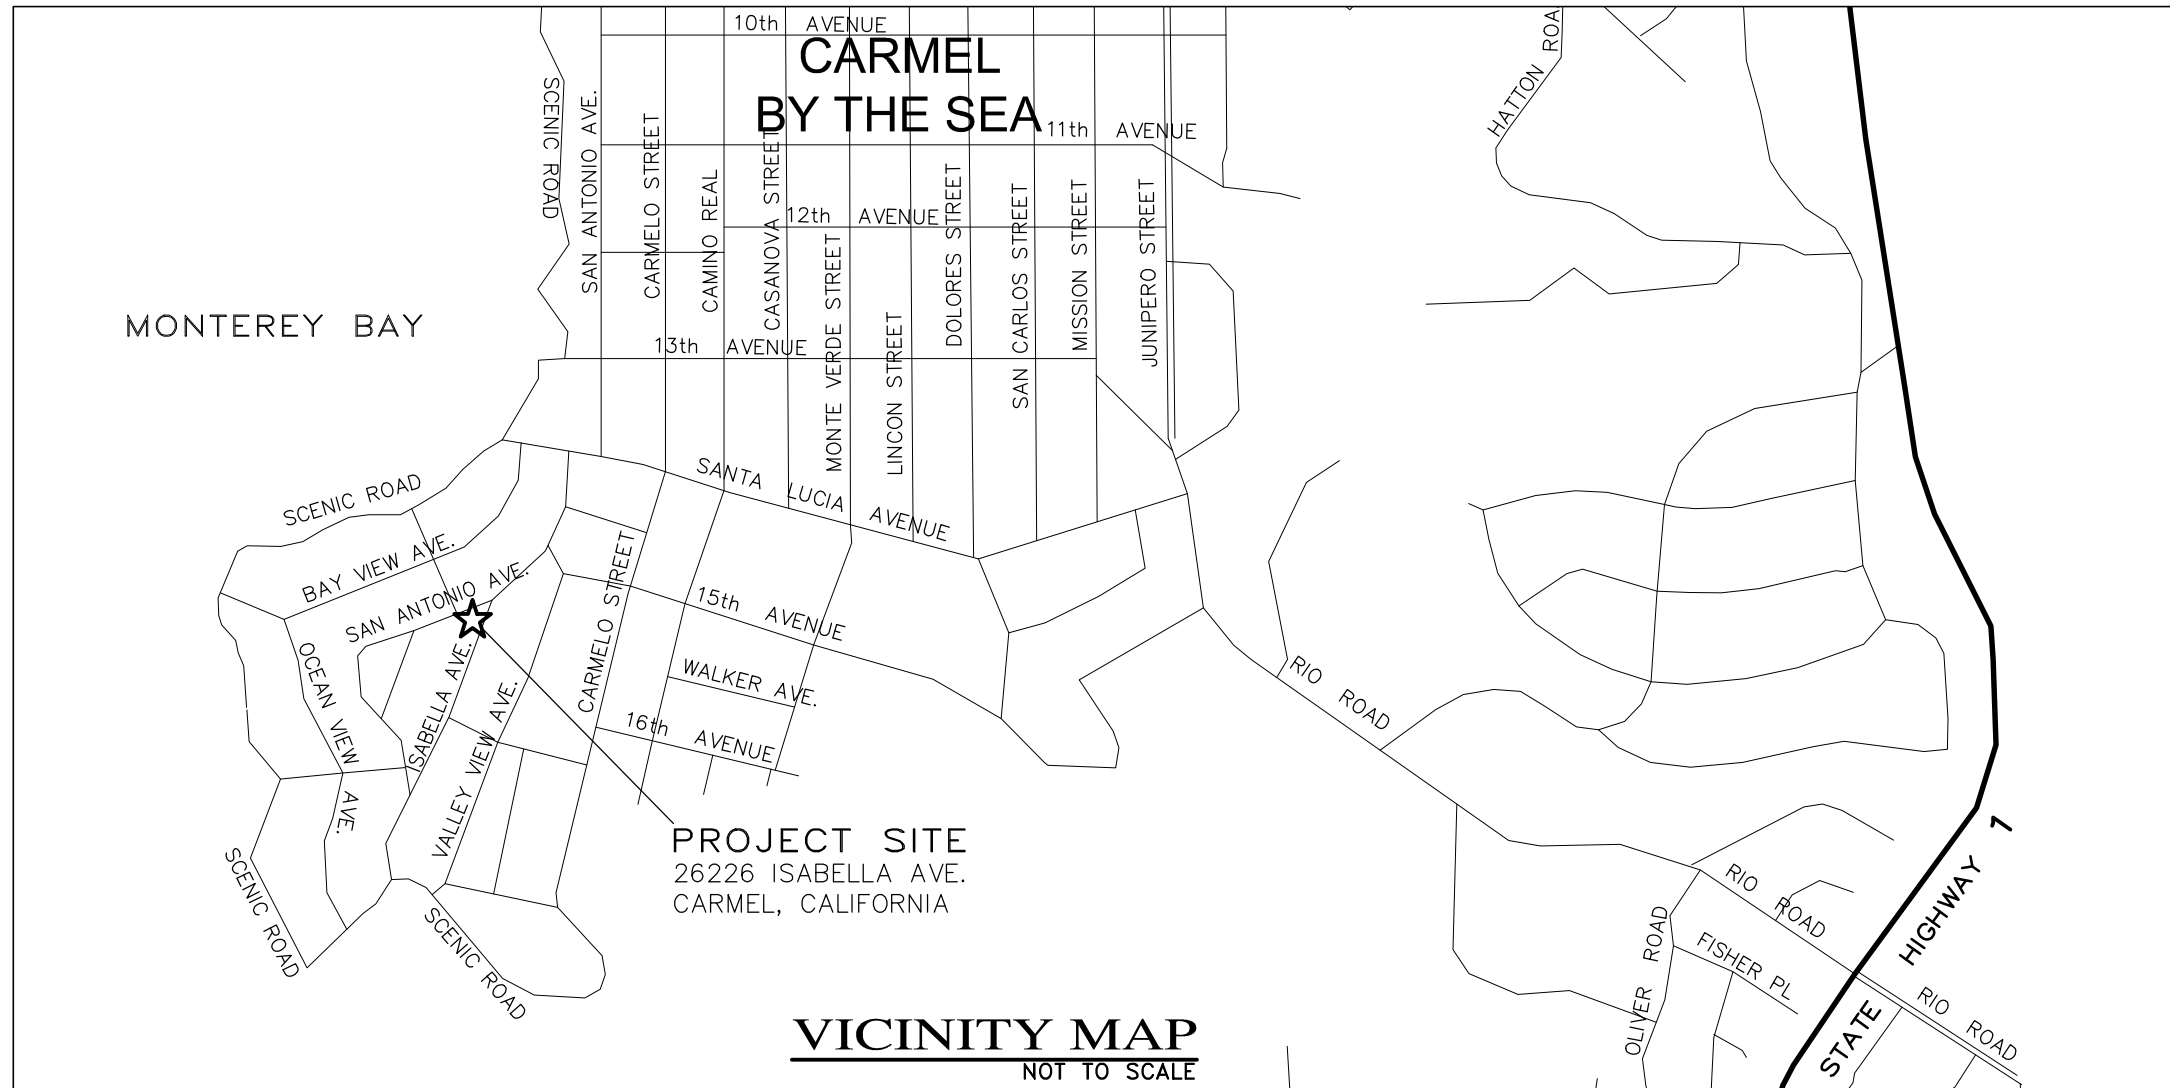 10th AVENUE
CARMEL
BY THE SEA
11th AVENUE
HATTON ROA
SCENIC ROAD
SAN ANTONIO AVE.
CARMELO STREET
CAMINO REAL
CASANOVA STREET
12th AVENUE
MONTE VERDE STREET
LINCON STREET
DOLORES STREET
SAN CARLOS STREET
MISSION STREET
JUNIPERO STREET
MONTEREY BAY
13th AVENUE
SANTA LUCIA AVENUE
SCENIC ROAD
BAY VIEW AVE.
SAN ANTONIO AVE.
OCEAN VIEW AVE.
ISABELLA AVE.
VALLEY VIEW AVE.
CARMELO STREET
15th AVENUE
WALKER AVE.
16th AVENUE
RIO ROAD
PROJECT SITE
26226 ISABELLA AVE.
CARMEL, CALIFORNIA
SCENIC ROAD
SCENIC ROAD
RIO ROAD
OLIVER ROAD
FISHER PL
STATE HIGHWAY 1
RIO ROAD
VICINITY MAP
NOT TO SCALE